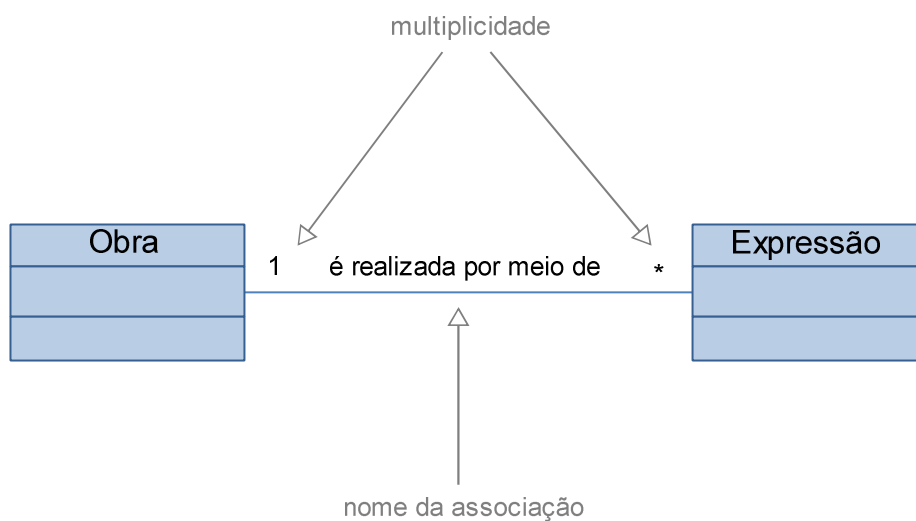 multiplicidade
Obra
Expressão
1 é realizada por meio de *
nome da associação